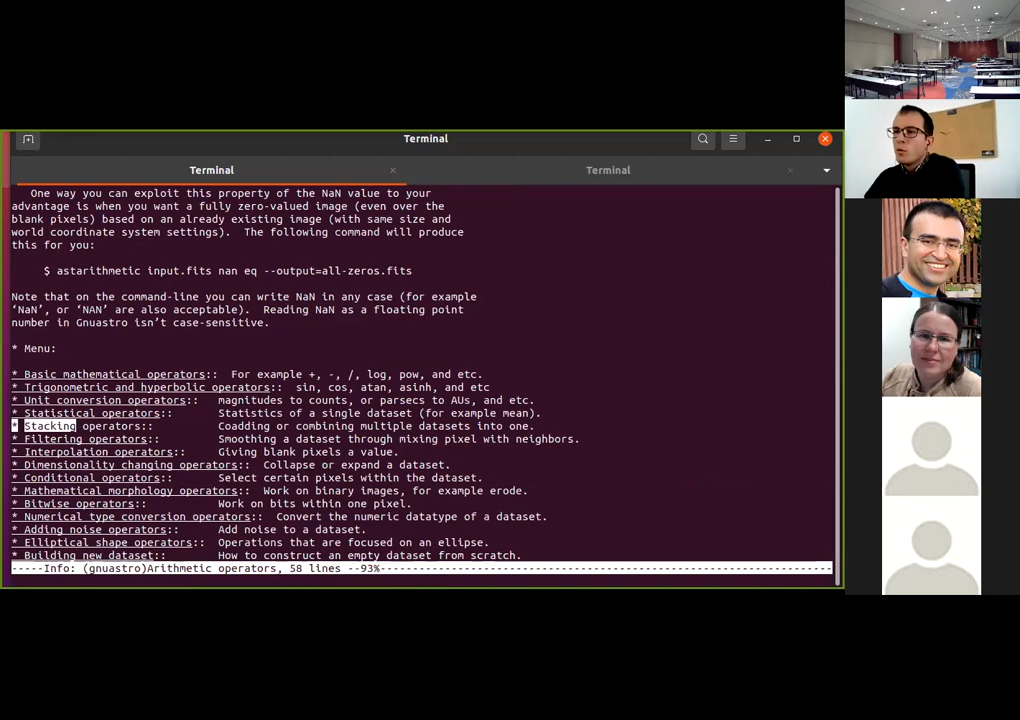 Terminal
Terminal
Terminal
One way you can exploit this property of the NaN value to your
advantage is when you want a fully zero-valued image (even over the
blank pixels) based on an already existing image (with same size and
world coordinate system settings).  The following command will produce
this for you:
$ astarithmetic input.fits nan eq --output=all-zeros.fits
Note that on the command-line you can write NaN in any case (for example
‘NaN’, or ‘NAN’ are also acceptable).  Reading NaN as a floating point
number in Gnuastro isn’t case-sensitive.
* Menu:
* Basic mathematical operators::  For example +, -, /, log, pow, and etc.
* Trigonometric and hyperbolic operators::  sin, cos, atan, asinh, and etc
* Unit conversion operators::   magnitudes to counts, or parsecs to AUs, and etc.
* Statistical operators::       Statistics of a single dataset (for example mean).
* Stacking operators::          Coadding or combining multiple datasets into one.
* Filtering operators::         Smoothing a dataset through mixing pixel with neighbors.
* Interpolation operators::     Giving blank pixels a value.
* Dimensionality changing operators::  Collapse or expand a dataset.
* Conditional operators::       Select certain pixels within the dataset.
* Mathematical morphology operators::  Work on binary images, for example erode.
* Bitwise operators::           Work on bits within one pixel.
* Numerical type conversion operators::  Convert the numeric datatype of a dataset.
* Adding noise operators::      Add noise to a dataset.
* Elliptical shape operators::  Operations that are focused on an ellipse.
* Building new dataset::        How to construct an empty dataset from scratch.
-----Info: (gnuastro)Arithmetic operators, 58 lines --93%--------------------------------------------------------------------